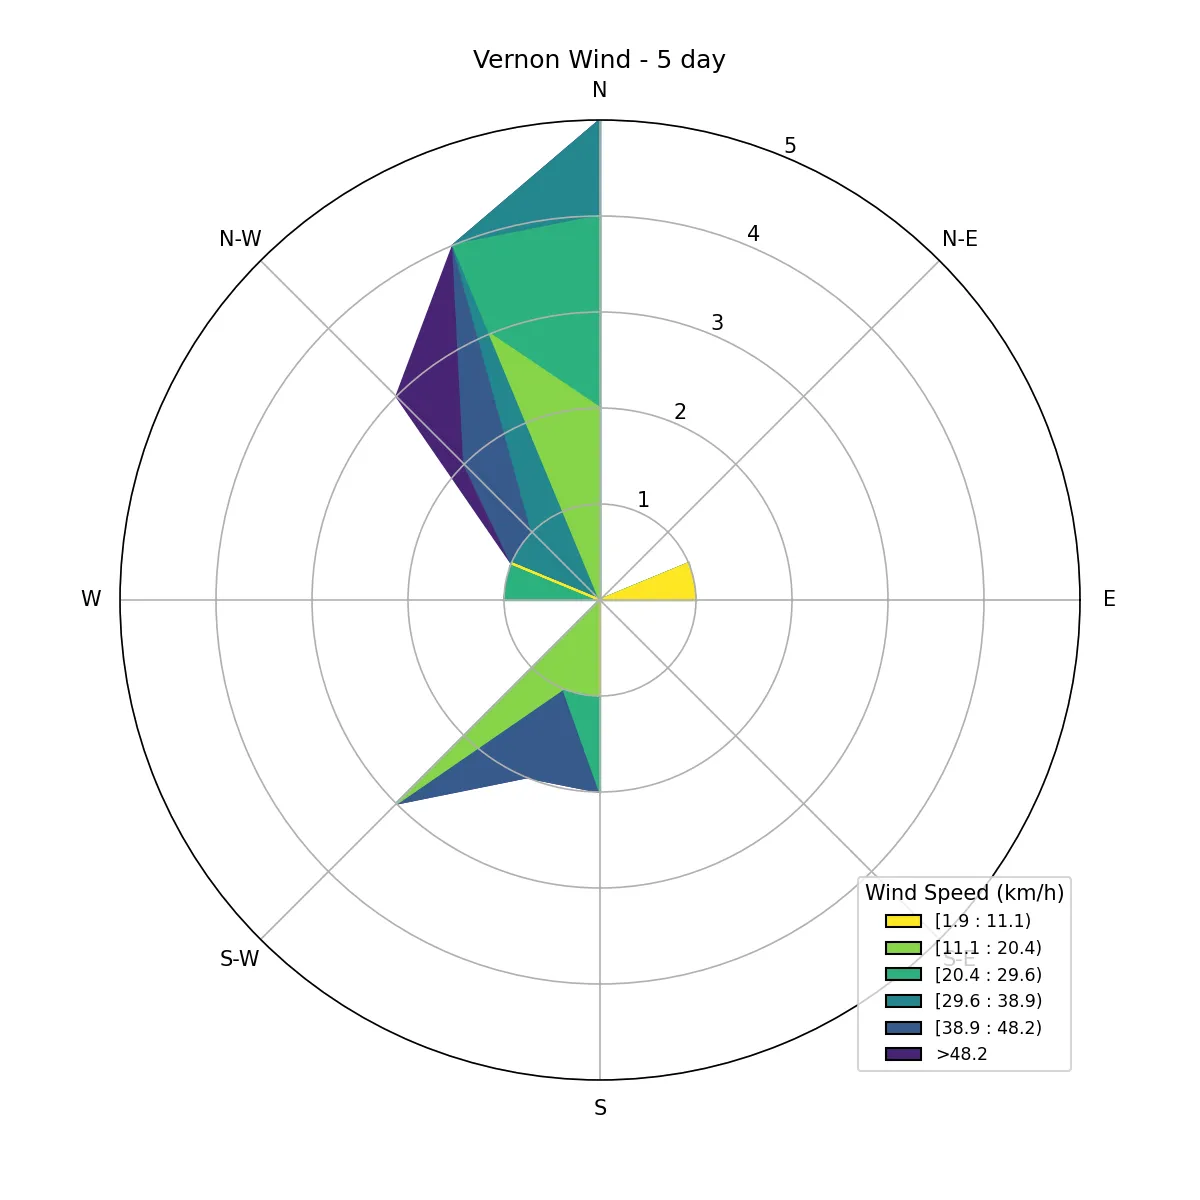 Vernon Wind - 5 day
N
5
N-W
4
N-E
3
2
1
W
E
Wind Speed (km/h)
[1.9 : 11.1)
[11.1 : 20.4)
S-W
S-E
[20.4 : 29.6)
[29.6 : 38.9)
[38.9 : 48.2)
>48.2
S